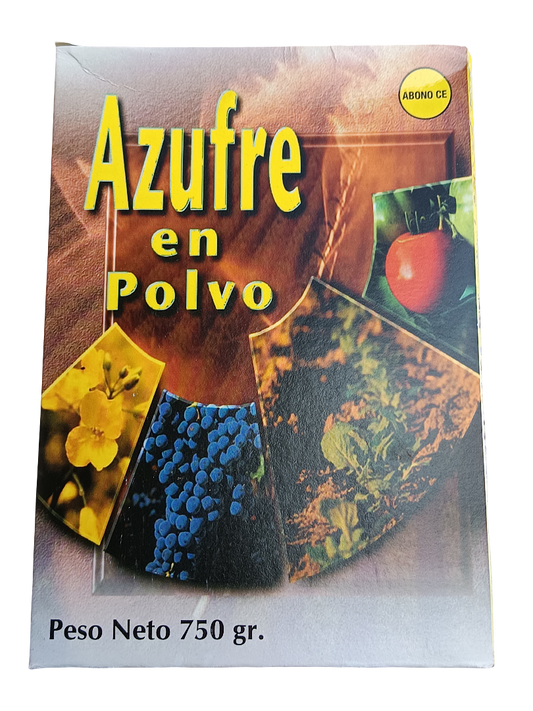 ABONO CE
Azufre
en
Polvo
Peso Neto 750 gr.